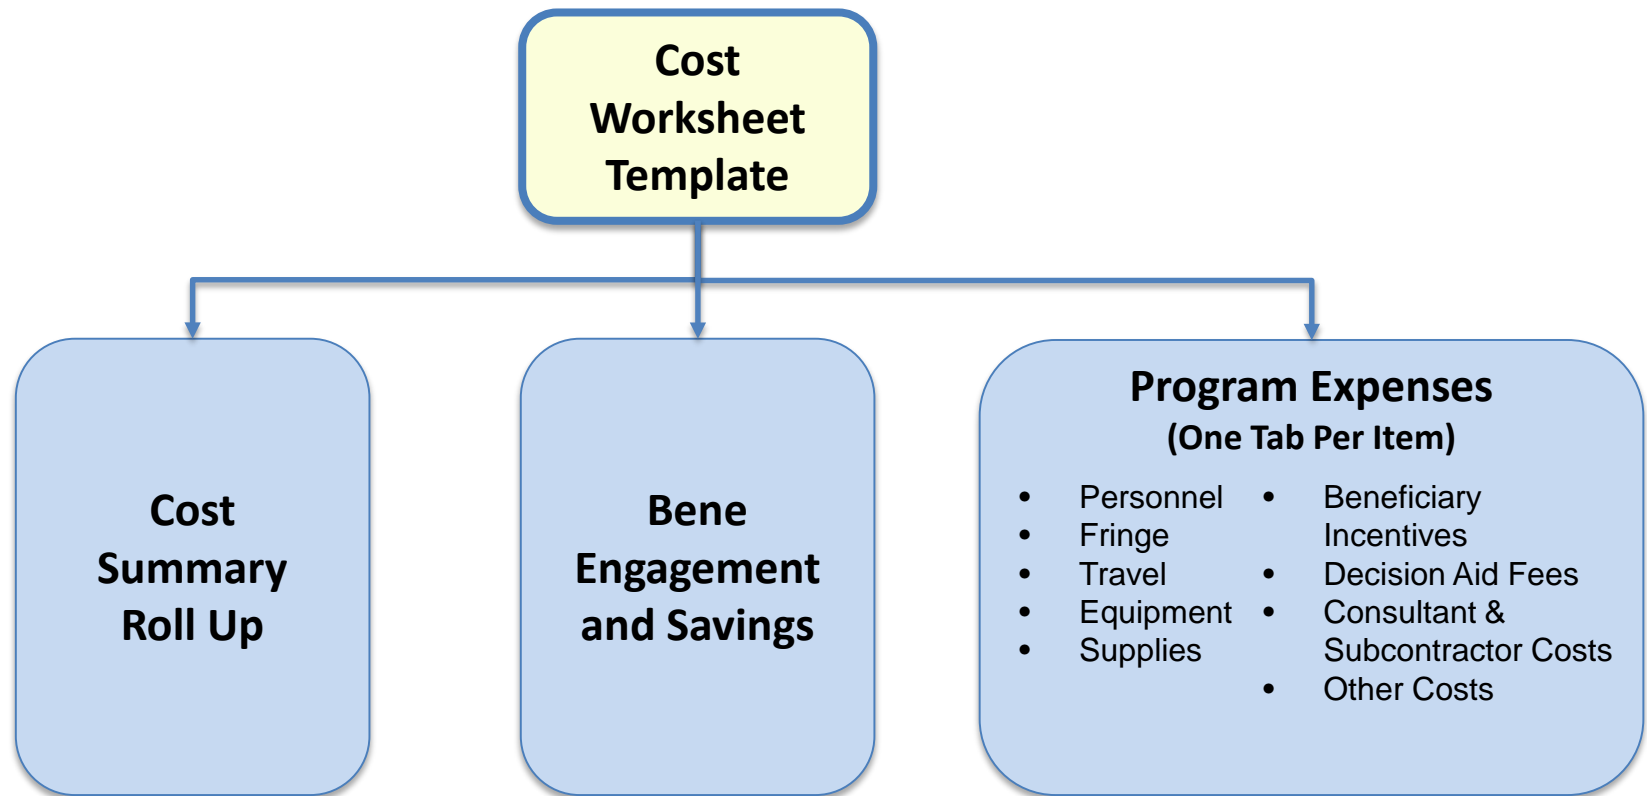 Cost
Worksheet
Template
Cost
Summary
Roll Up
Bene
Engagement
and Savings
Program Expenses
(One Tab Per Item)
• Personnel
• Fringe
• Travel
• Equipment
• Supplies
• Beneficiary
Incentives
• Decision Aid Fees
• Consultant &
Subcontractor Costs
• Other Costs